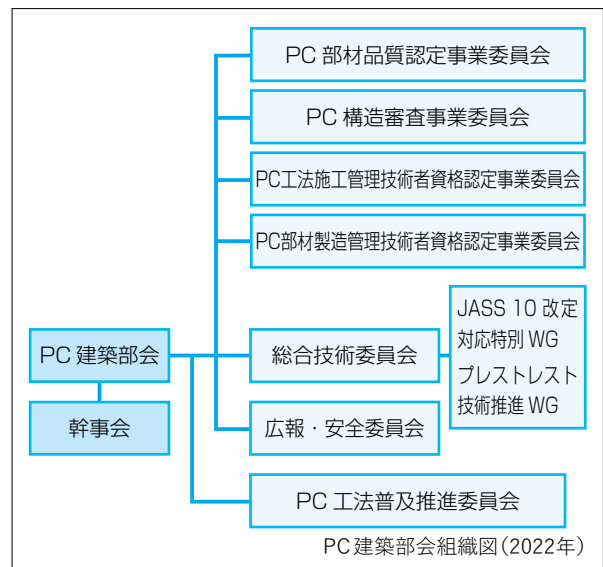 PC 部材品質認定事業委員会
PC 構造審査事業委員会
PC工法施工管理技術者資格認定事業委員会
PC部材製造管理技術者資格認定事業委員会
PC 建築部会
総合技術委員会
JASS 10 改定
対応特別 WG
プレストレスト
技術推進 WG
幹事会
広報・安全委員会
PC 工法普及推進委員会
PC建築部会組織図(2022年)